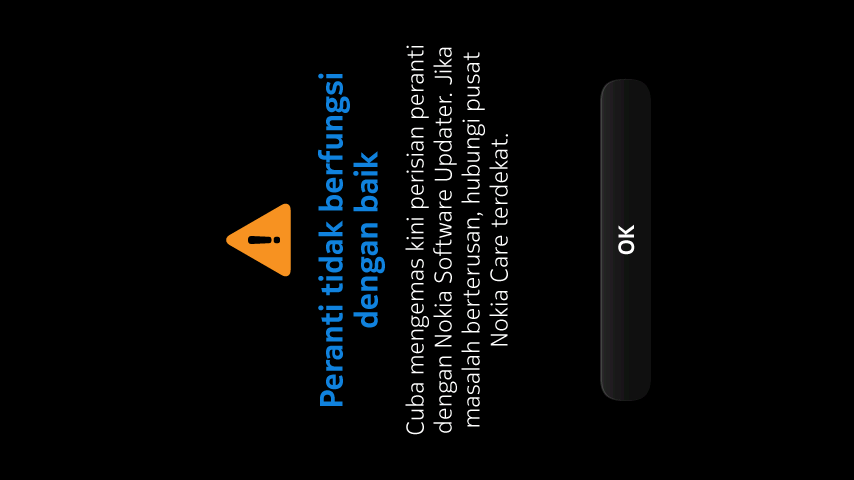 Peranti tidak berfungsi
dengan baik
Cuba mengemas kini perisian peranti
dengan Nokia Software Updater. Jika
masalah berterusan, hubungi pusat
Nokia Care terdekat.
OK